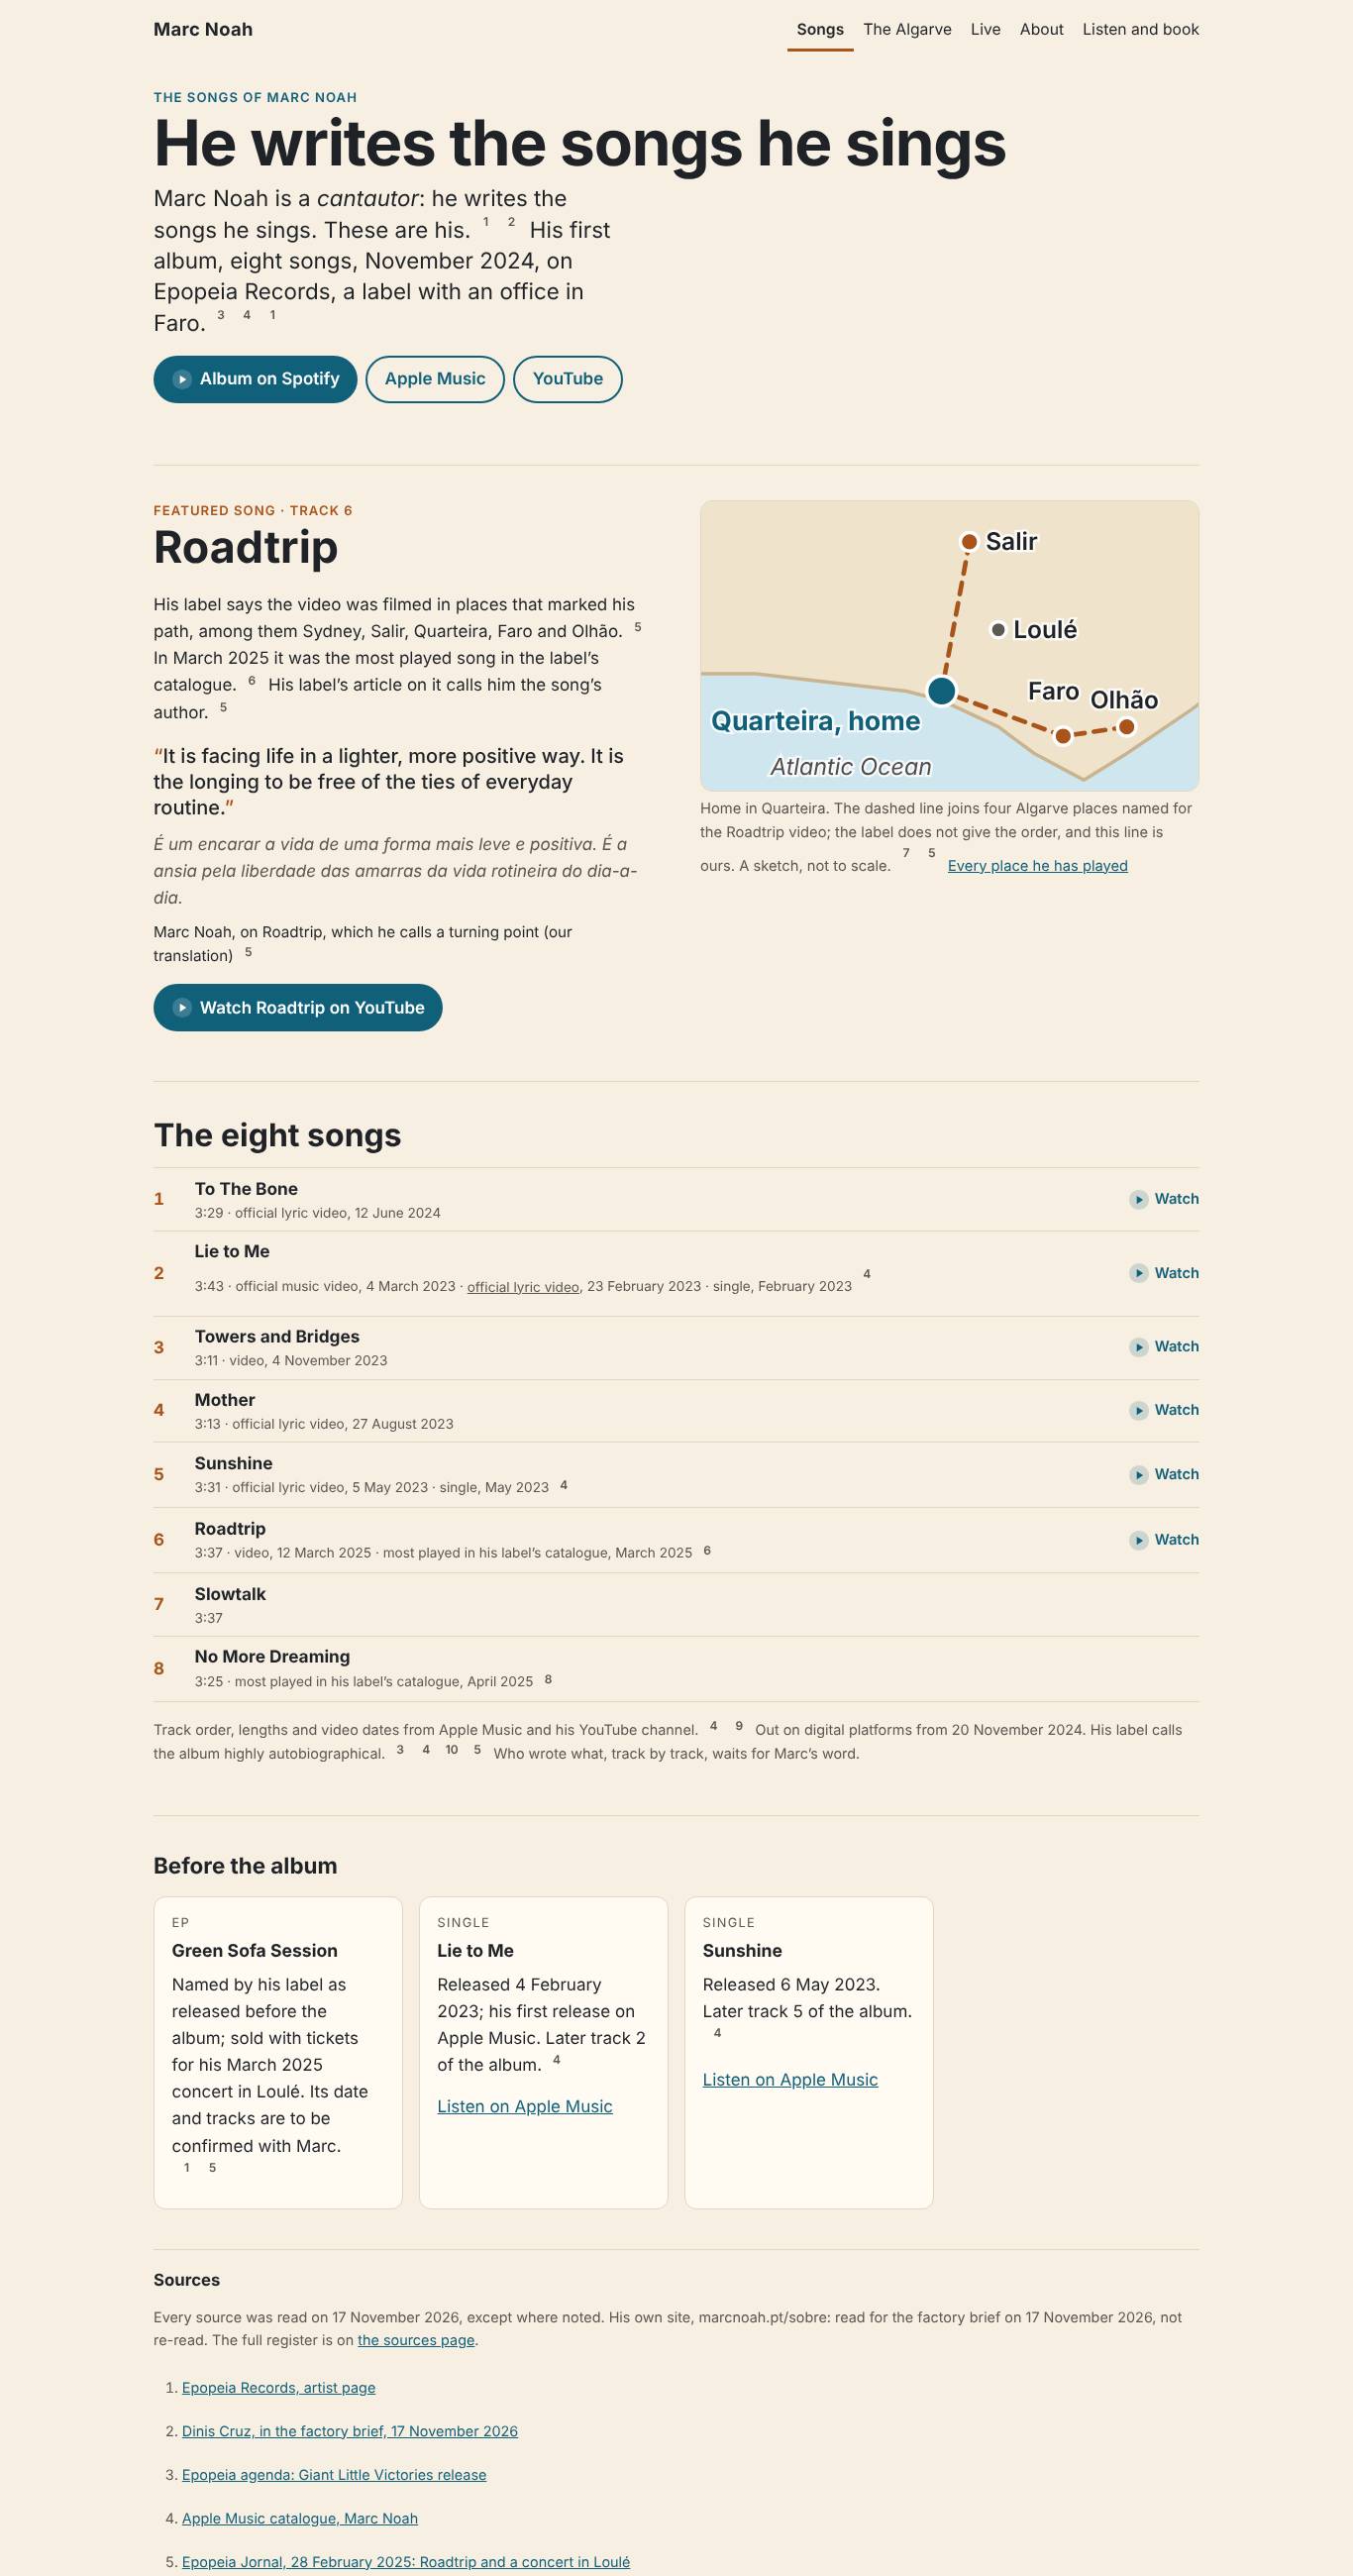 Marc Noah
Songs The Algarve Live About Listen and book
THE SONGS OF MARC NOAH
He writes the songs he sings
Marc Noah is a cantautor: he writes the
songs he sings. These are his. 1 2 His first
album, eight songs, November 2024, on
Epopeia Records, a label with an office in
Faro. 3 4 1
Album on Spotify
Apple Music
YouTube
FEATURED SONG · TRACK 6
Roadtrip
His label says the video was filmed in places that marked his
path, among them Sydney, Salir, Quarteira, Faro and Olhão. 5
In March 2025 it was the most played song in the label’s
catalogue. 6 His label’s article on it calls him the song’s
author. 5
“It is facing life in a lighter, more positive way. It is
the longing to be free of the ties of everyday
routine.”
É um encarar a vida de uma forma mais leve e positiva. É a
ansia pela liberdade das amarras da vida rotineira do dia-a-
dia.
Marc Noah, on Roadtrip, which he calls a turning point (our
translation) 5
Watch Roadtrip on YouTube
Salir
Loulé
Faro
Olhão
Quarteira, home
Atlantic Ocean
Home in Quarteira. The dashed line joins four Algarve places named for
the Roadtrip video; the label does not give the order, and this line is
ours. A sketch, not to scale. 7 5 Every place he has played
The eight songs
1
To The Bone
3:29 · official lyric video, 12 June 2024
Watch
2
Lie to Me
3:43 · official music video, 4 March 2023 · official lyric video, 23 February 2023 · single, February 2023 4
Watch
3
Towers and Bridges
3:11 · video, 4 November 2023
Watch
4
Mother
3:13 · official lyric video, 27 August 2023
Watch
5
Sunshine
3:31 · official lyric video, 5 May 2023 · single, May 2023 4
Watch
6
Roadtrip
3:37 · video, 12 March 2025 · most played in his label’s catalogue, March 2025 6
Watch
7
Slowtalk
3:37
8
No More Dreaming
3:25 · most played in his label’s catalogue, April 2025 8
Track order, lengths and video dates from Apple Music and his YouTube channel. 4 9 Out on digital platforms from 20 November 2024. His label calls
the album highly autobiographical. 3 4 10 5 Who wrote what, track by track, waits for Marc’s word.
Before the album
EP
Green Sofa Session
Named by his label as
released before the
album; sold with tickets
for his March 2025
concert in Loulé. Its date
and tracks are to be
confirmed with Marc.
1 5
SINGLE
Lie to Me
Released 4 February
2023; his first release on
Apple Music. Later track 2
of the album. 4
Listen on Apple Music
SINGLE
Sunshine
Released 6 May 2023.
Later track 5 of the album.
4
Listen on Apple Music
Sources
Every source was read on 17 November 2026, except where noted. His own site, marcnoah.pt/sobre: read for the factory brief on 17 November 2026, not
re-read. The full register is on the sources page.
1. Epopeia Records, artist page
2. Dinis Cruz, in the factory brief, 17 November 2026
3. Epopeia agenda: Giant Little Victories release
4. Apple Music catalogue, Marc Noah
5. Epopeia Jornal, 28 February 2025: Roadtrip and a concert in Loulé